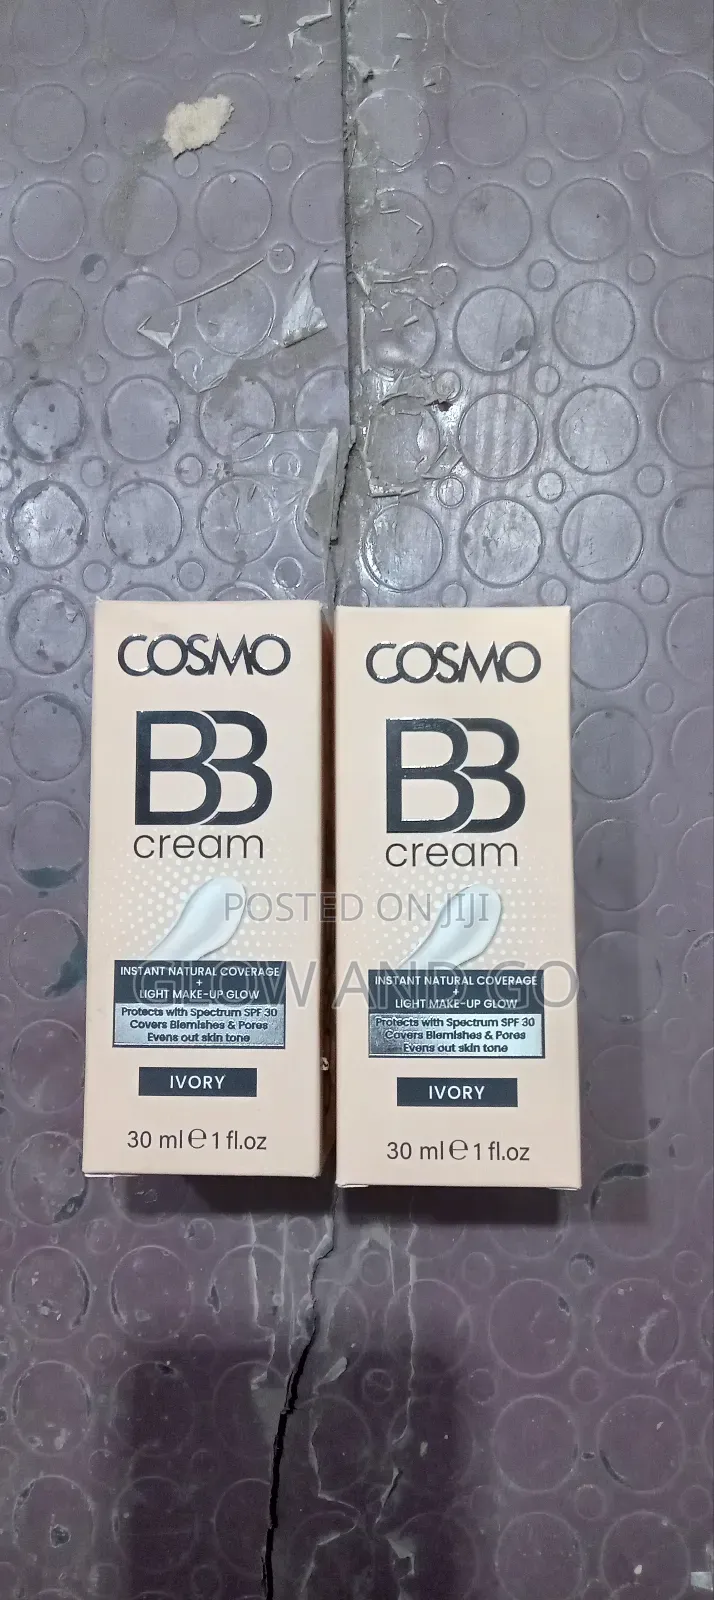 COSMO
BB
cream
INSTANT NATURAL COVERAGE
+
LIGHT MAKE-UP GLOW
Protects with Spectrum SPF 30
Covers Blemishes & Pores
Evens out skin tone
IVORY
30 ml e 1 fl.oz
COSMO
BB
cream
INSTANT NATURAL COVERAGE
+
LIGHT MAKE-UP GLOW
Protects with Spectrum SPF 30
Covers Blemishes & Pores
Evens out skin tone
IVORY
30 ml e 1 fl.oz
POSTED ON JIJI
GLOW AND GO